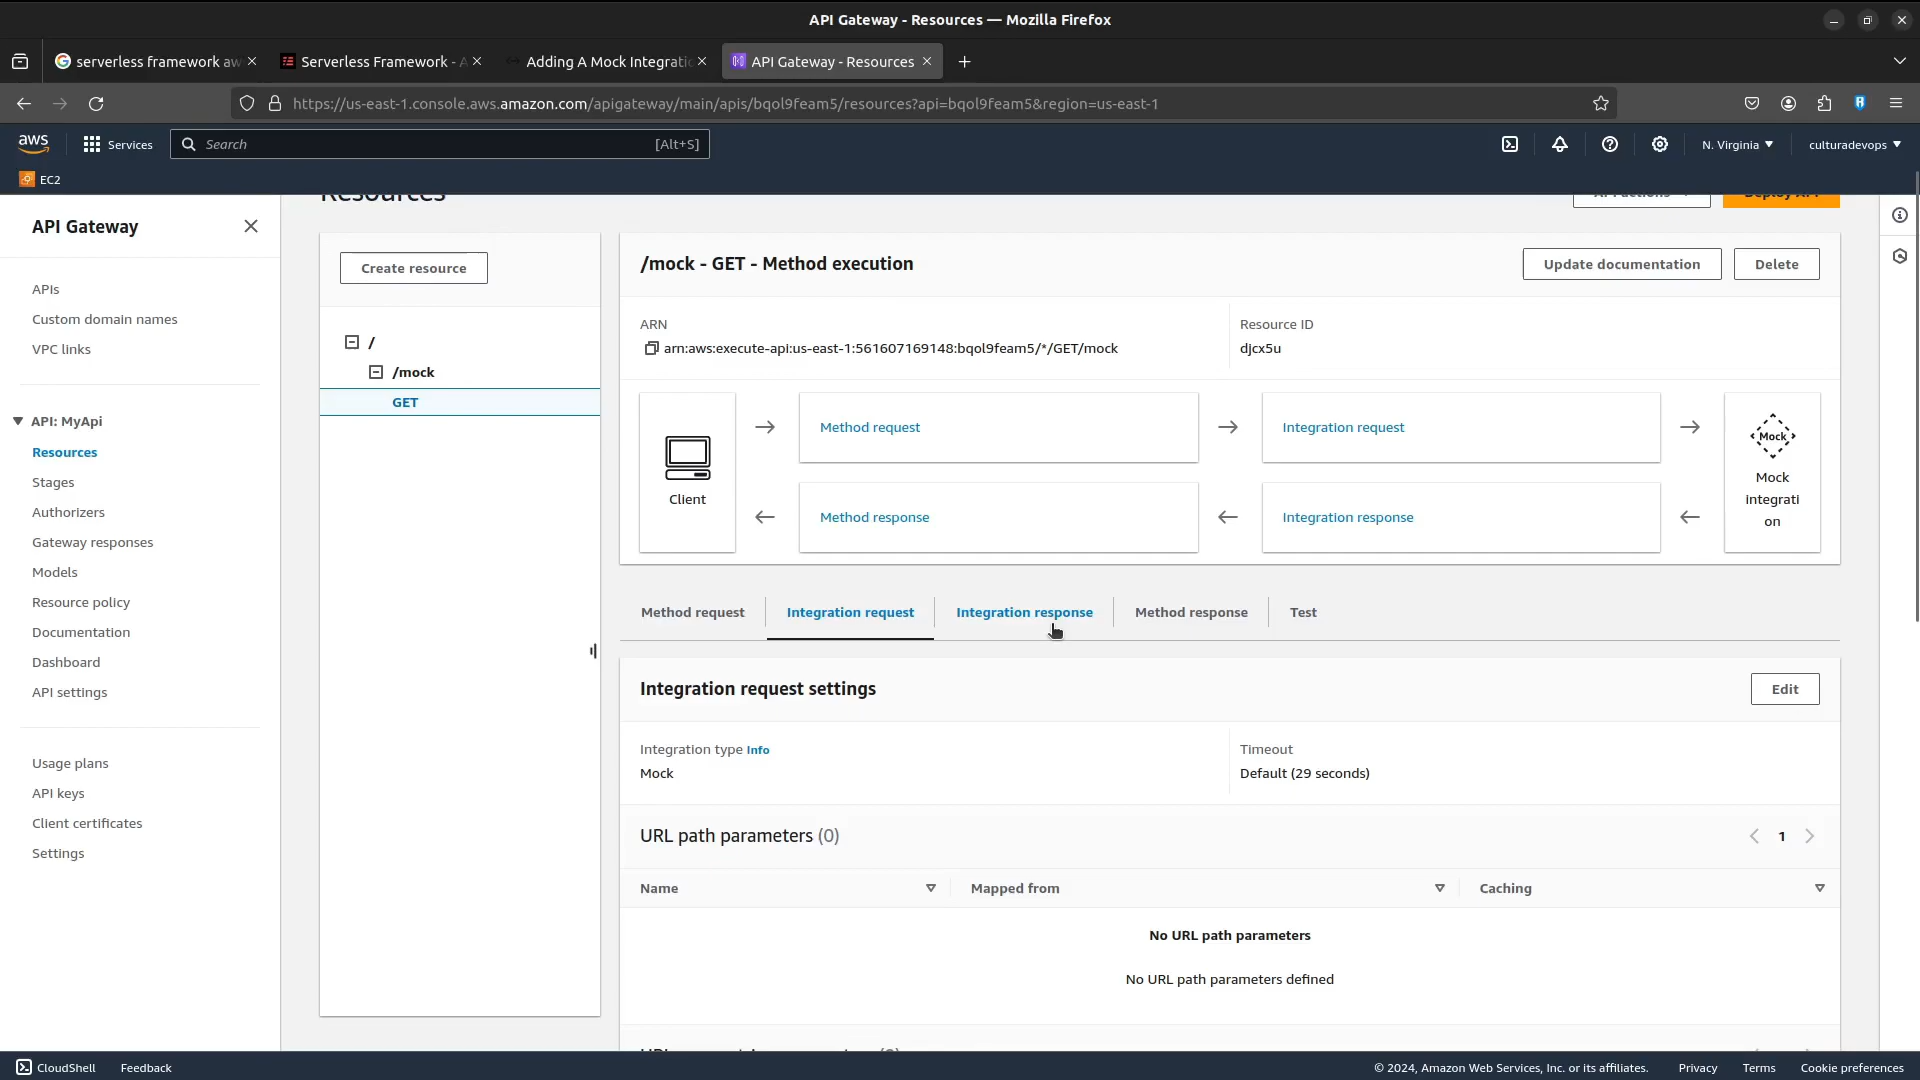 API Gateway - Resources — Mozilla Firefox
serverless framework aw
Serverless Framework - A
Adding A Mock Integrati
API Gateway - Resources
https://us-east-1.console.aws.amazon.com/apigateway/main/apis/bqol9feam5/resources?api=bqol9feam5&region=us-east-1
aws
Services
Search
[Alt+S]
N. Virginia
culturadevops
EC2
API Gateway
APIs
Custom domain names
VPC links
API: MyApi
Resources
Stages
Authorizers
Gateway responses
Models
Resource policy
Documentation
Dashboard
API settings
Usage plans
API keys
Client certificates
Settings
Resources
API actions
Deploy API
Create resource
/
/mock
GET
/mock - GET - Method execution
Update documentation
Delete
ARN
arn:aws:execute-api:us-east-1:561607169148:bqol9feam5/*/GET/mock
Resource ID
djcx5u
Client
Method request
Integration request
Method response
Integration response
Mock
Mock
integrati
on
Method request
Integration request
Integration response
Method response
Test
Integration request settings
Edit
Integration type Info
Mock
Timeout
Default (29 seconds)
URL path parameters (0)
1
Name
Mapped from
Caching
No URL path parameters
No URL path parameters defined
CloudShell
Feedback
© 2024, Amazon Web Services, Inc. or its affiliates.
Privacy
Terms
Cookie preferences